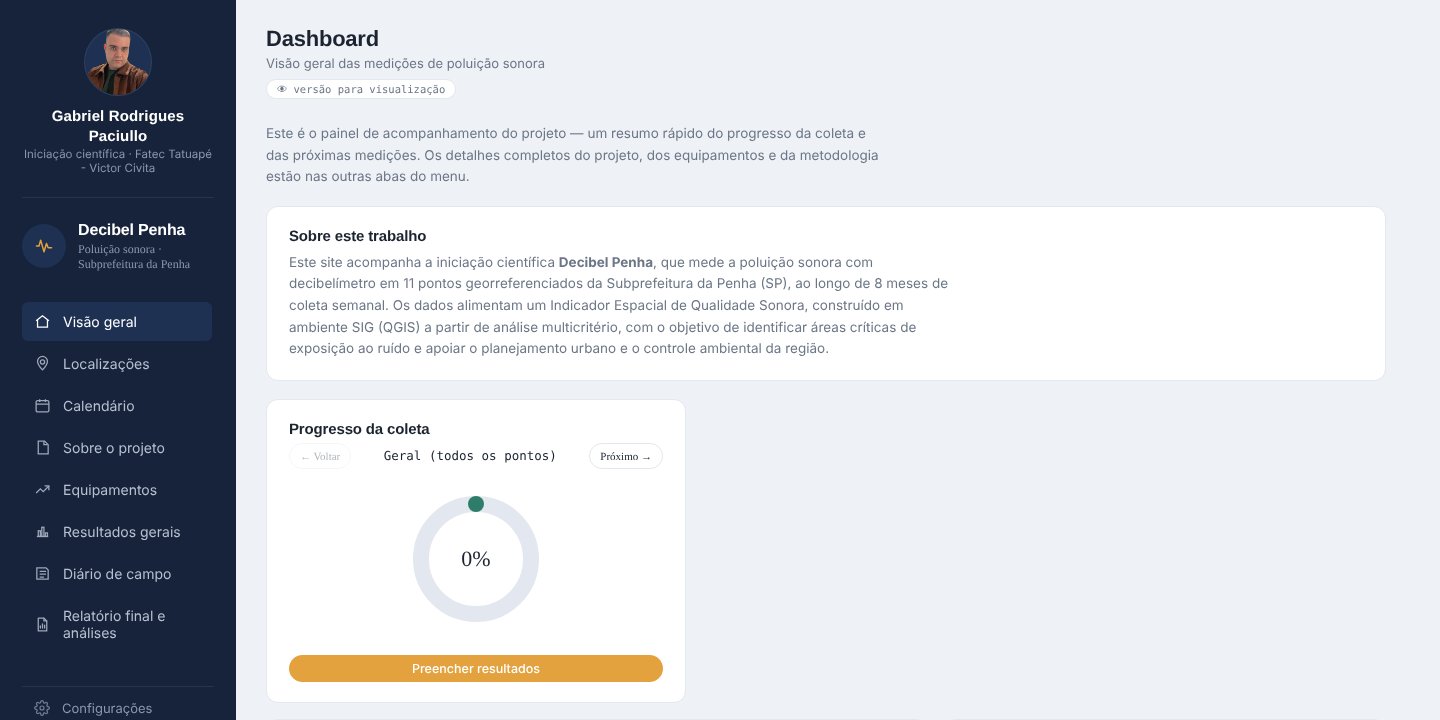 Gabriel Rodrigues
Paciullo
Iniciação científica · Fatec Tatuapé
- Victor Civita
Decibel Penha
Poluição sonora ·
Subprefeitura da Penha
Visão geral
Localizações
Calendário
Sobre o projeto
Equipamentos
Resultados gerais
Diário de campo
Relatório final e
análises
Configurações
Dashboard
Visão geral das medições de poluição sonora
👁 versão para visualização
Este é o painel de acompanhamento do projeto — um resumo rápido do progresso da coleta e
das próximas medições. Os detalhes completos do projeto, dos equipamentos e da metodologia
estão nas outras abas do menu.
Sobre este trabalho
Este site acompanha a iniciação científica Decibel Penha, que mede a poluição sonora com
decibelímetro em 11 pontos georreferenciados da Subprefeitura da Penha (SP), ao longo de 8 meses de
coleta semanal. Os dados alimentam um Indicador Espacial de Qualidade Sonora, construído em
ambiente SIG (QGIS) a partir de análise multicritério, com o objetivo de identificar áreas críticas de
exposição ao ruído e apoiar o planejamento urbano e o controle ambiental da região.
Progresso da coleta
← Voltar
Geral (todos os pontos)
Próximo →
0%
Preencher resultados